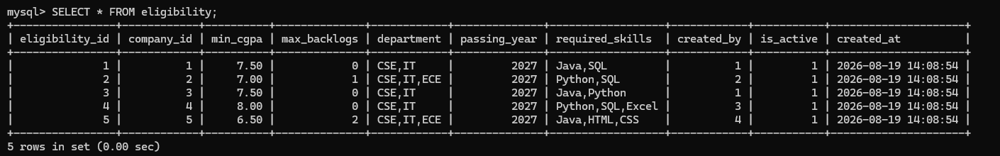 mysql> SELECT * FROM eligibility;
+----------------+------------+----------+--------------+------------+--------------+------------------+------------+-----------+---------------------+
| eligibility_id | company_id | min_cgpa | max_backlogs | department | passing_year | required_skills  | created_by | is_active | created_at          |
+----------------+------------+----------+--------------+------------+--------------+------------------+------------+-----------+---------------------+
|              1 |          1 |     7.50 |            0 | CSE,IT     |         2027 | Java,SQL         |          1 |         1 | 2026-08-19 14:08:54 |
|              2 |          2 |     7.00 |            1 | CSE,IT,ECE |         2027 | Python,SQL       |          2 |         1 | 2026-08-19 14:08:54 |
|              3 |          3 |     7.50 |            0 | CSE,IT     |         2027 | Java,Python      |          1 |         1 | 2026-08-19 14:08:54 |
|              4 |          4 |     8.00 |            0 | CSE,IT     |         2027 | Python,SQL,Excel |          3 |         1 | 2026-08-19 14:08:54 |
|              5 |          5 |     6.50 |            2 | CSE,IT,ECE |         2027 | Java,HTML,CSS    |          4 |         1 | 2026-08-19 14:08:54 |
+----------------+------------+----------+--------------+------------+--------------+------------------+------------+-----------+---------------------+
5 rows in set (0.00 sec)